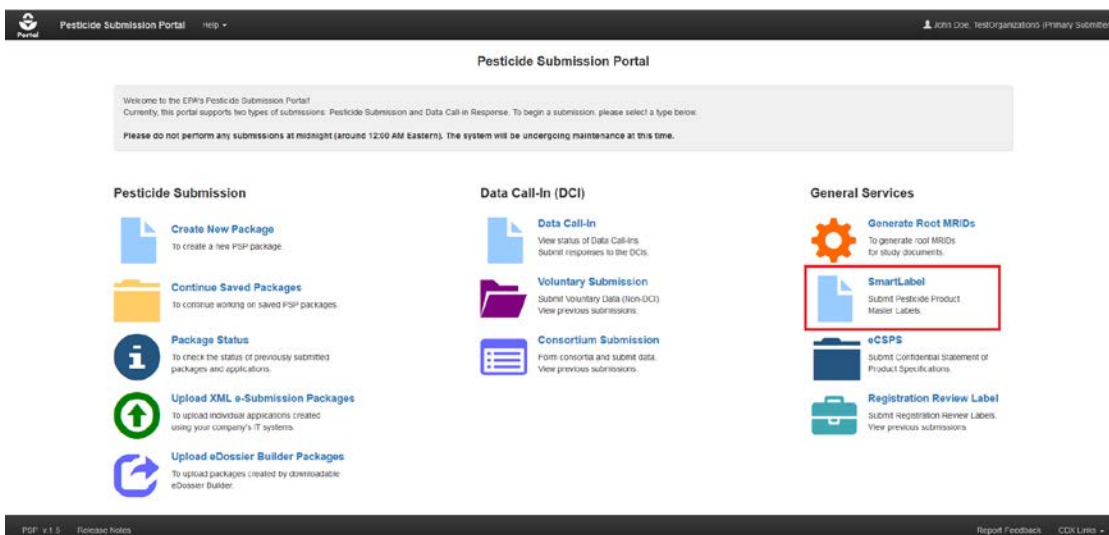 Portal
Pesticide Submission Portal
Help
John Doe, TestOrganization5 (Primary Submitter
Pesticide Submission Portal
Welcome to the EPA's Pesticide Submission Portal!
Currently, this portal supports two types of submissions: Pesticide Submission and Data Call-in Response. To begin a submission, please select a type below.
Please do not perform any submissions at midnight (around 12:00 AM Eastern). The system will be undergoing maintenance at this time.
Pesticide Submission
Create New Package
To create a new PSP package.
Continue Saved Packages
To continue working on saved PSP packages.
Package Status
To check the status of previously submitted
packages and applications.
Upload XML e-Submission Packages
To upload individual applications created
using your company's IT systems.
Upload eDossier Builder Packages
To upload packages created by downloadable
eDossier Builder.
Data Call-In (DCI)
Data Call-In
View status of Data Call-Ins.
Submit responses to the DCIs.
Voluntary Submission
Submit Voluntary Data (Non-DCI).
View previous submissions.
Consortium Submission
Form consortia and submit data.
View previous submissions.
General Services
Generate Root MRIDs
To generate root MRIDs
for study documents.
SmartLabel
Submit Pesticide Product
Master Labels.
eCSPS
Submit Confidential Statement of
Product Specifications.
Registration Review Label
Submit Registration Review Labels.
View previous submissions
PSP v.1.5
Release Notes
Report Feedback
CDX Links